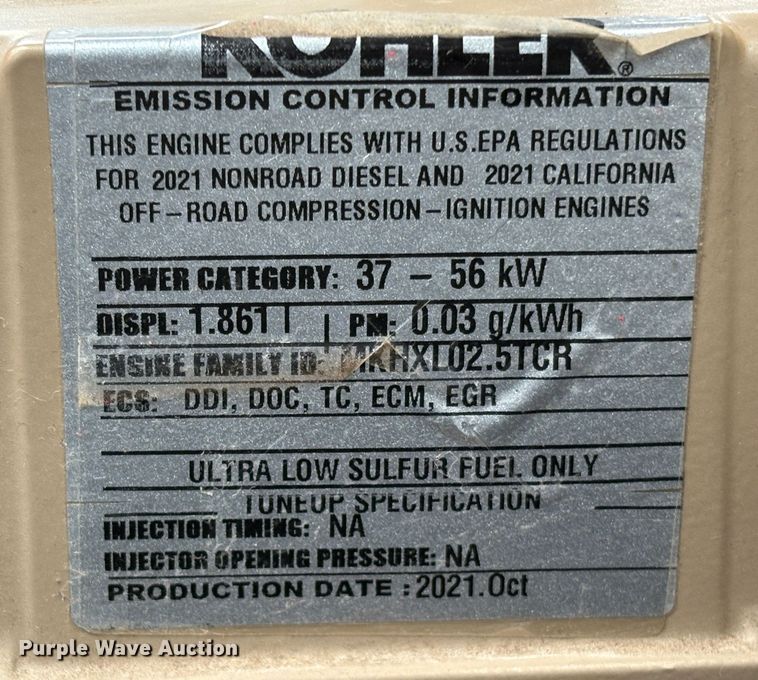 KOHLER®
EMISSION CONTROL INFORMATION
THIS ENGINE COMPLIES WITH U.S.EPA REGULATIONS
FOR 2021 NONROAD DIESEL AND 2021 CALIFORNIA
OFF-ROAD COMPRESSION-IGNITION ENGINES
POWER CATEGORY: 37 - 56 kW
DISPL: 1.861 l | PM: 0.03 g/kWh
ENGINE FAMILY ID: MKHXL02.5TCR
ECS: DDI, DOC, TC, ECM, EGR
ULTRA LOW SULFUR FUEL ONLY
TUNEUP SPECIFICATION
INJECTION TIMING: NA
INJECTOR OPENING PRESSURE: NA
PRODUCTION DATE : 2021.Oct
Purple Wave Auction